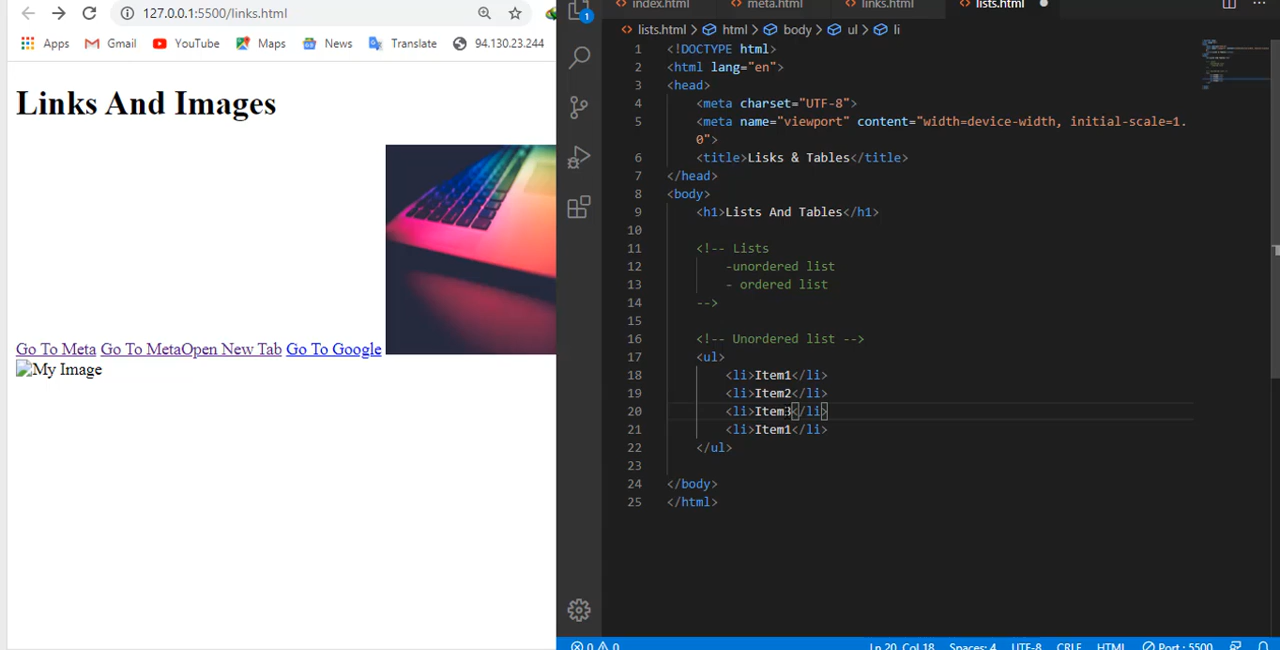 127.0.0.1:5500/links.html
Apps Gmail YouTube Maps News Translate 94.130.23.244
Links And Images
Go To Meta Go To MetaOpen New Tab Go To Google
My Image
1
index.html meta.html links.html lists.html
lists.html > html > body > ul > li
1 <!DOCTYPE html>
2 <html lang="en">
3 <head>
4 <meta charset="UTF-8">
5 <meta name="viewport" content="width=device-width, initial-scale=1.
0">
6 <title>Lisks & Tables</title>
7 </head>
8 <body>
9 <h1>Lists And Tables</h1>
10
11 <!-- Lists
12 -unordered list
13 - ordered list
14 -->
15
16 <!-- Unordered list -->
17 <ul>
18 <li>Item1</li>
19 <li>Item2</li>
20 <li>Item3</li>
21 <li>Item1</li>
22 </ul>
23
24 </body>
25 </html>
0 0 Ln 20, Col 18 Spaces: 4 UTF-8 CRLF HTML Port : 5500